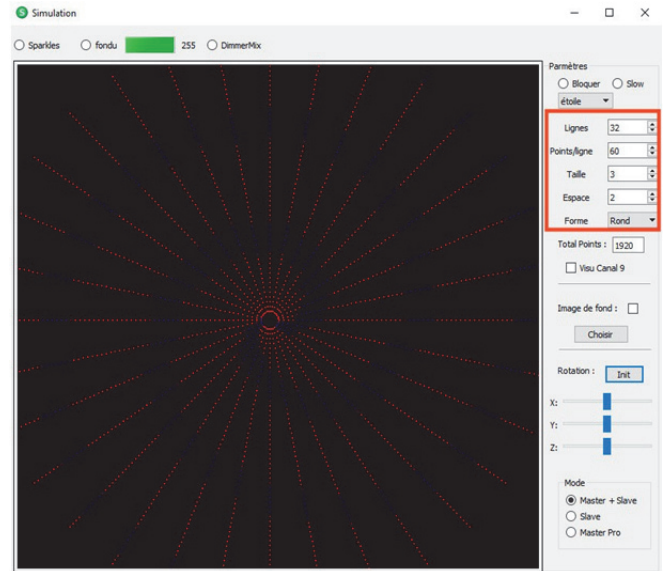 Simulation
Sparkles fondu 255 DimmerMix
Paramètres
Bloquer Slow
étoile
Lignes 32
Points/ligne 60
Taille 3
Espace 2
Forme Rond
Total Points : 1920
Visu Canal 9
Image de fond :
Choisir
Rotation : Init
X:
Y:
Z:
Mode
Master + Slave
Slave
Master Pro